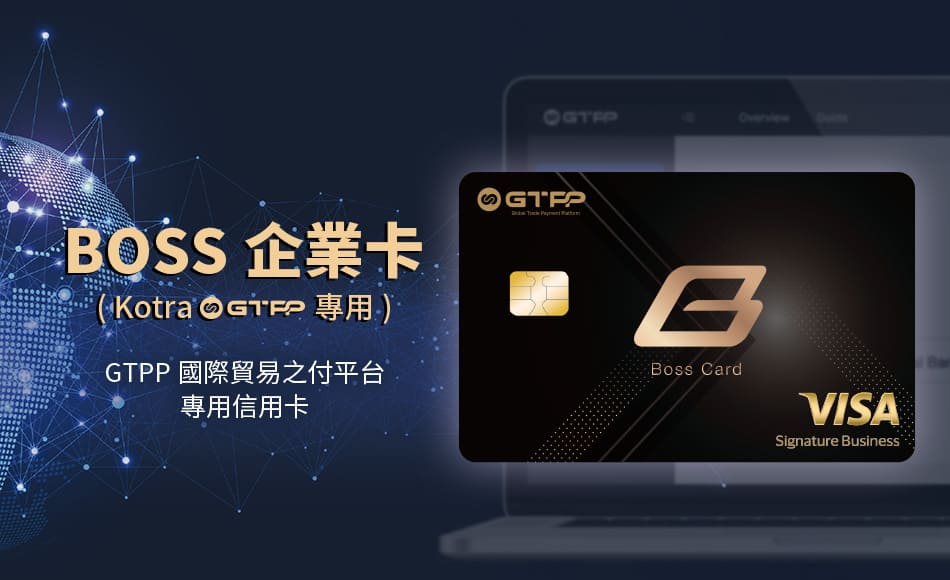 GTPP
Overview
Guide
BOSS 企業卡
( Kotra GTPP 專用 )
GTPP 國際貿易之付平台
專用信用卡
GTPP
Global Trade Payment Platform
Boss Card
VISA
Signature Business